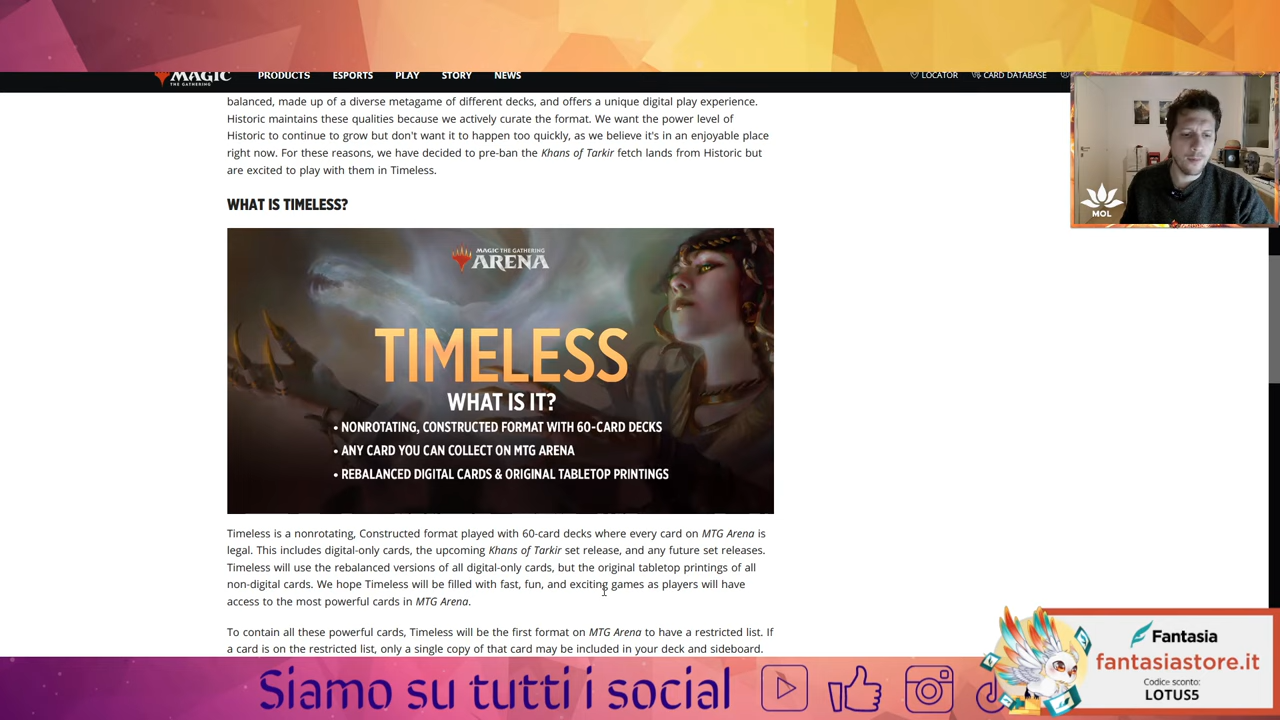 MAGIC
THE GATHERING
PRODUCTS ESPORTS PLAY STORY NEWS
LOCATOR CARD DATABASE
balanced, made up of a diverse metagame of different decks, and offers a unique digital play experience.
Historic maintains these qualities because we actively curate the format. We want the power level of
Historic to continue to grow but don't want it to happen too quickly, as we believe it's in an enjoyable place
right now. For these reasons, we have decided to pre-ban the Khans of Tarkir fetch lands from Historic but
are excited to play with them in Timeless.
WHAT IS TIMELESS?
MAGIC THE GATHERING
ARENA
TIMELESS
WHAT IS IT?
• NONROTATING, CONSTRUCTED FORMAT WITH 60-CARD DECKS
• ANY CARD YOU CAN COLLECT ON MTG ARENA
• REBALANCED DIGITAL CARDS & ORIGINAL TABLETOP PRINTINGS
Timeless is a nonrotating, Constructed format played with 60-card decks where every card on MTG Arena is
legal. This includes digital-only cards, the upcoming Khans of Tarkir set release, and any future set releases.
Timeless will use the rebalanced versions of all digital-only cards, but the original tabletop printings of all
non-digital cards. We hope Timeless will be filled with fast, fun, and exciting games as players will have
access to the most powerful cards in MTG Arena.
To contain all these powerful cards, Timeless will be the first format on MTG Arena to have a restricted list. If
a card is on the restricted list, only a single copy of that card may be included in your deck and sideboard.
MOL
Siamo su tutti i social
Fantasia
fantasiastore.it
Codice sconto:
LOTUS5